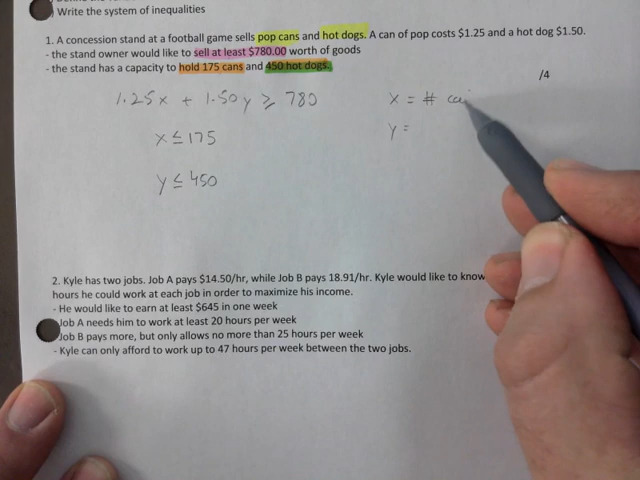 Write the system of inequalities
1. A concession stand at a football game sells pop cans and hot dogs. A can of pop costs $1.25 and a hot dog $1.50.
- the stand owner would like to sell at least $780.00 worth of goods
- the stand has a capacity to hold 175 cans and 450 hot dogs.
/4
1.25x + 1.50y ≥ 780
x = # ca
x ≤ 175
y =
y ≤ 450
2. Kyle has two jobs. Job A pays $14.50/hr, while Job B pays 18.91/hr. Kyle would like to know
hours he could work at each job in order to maximize his income.
- He would like to earn at least $645 in one week
Job A needs him to work at least 20 hours per week
Job B pays more, but only allows no more than 25 hours per week
- Kyle can only afford to work up to 47 hours per week between the two jobs.